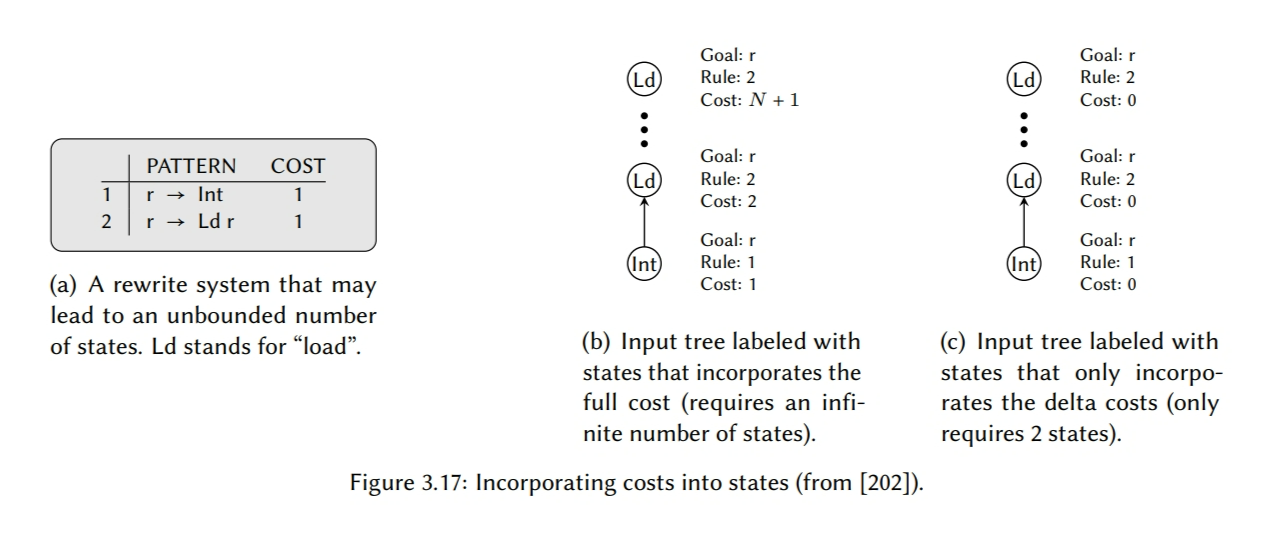 PATTERN COST
1 r → Int 1
2 r → Ld r 1
(a) A rewrite system that may
lead to an unbounded number
of states. Ld stands for “load”.
Ld
Goal: r
Rule: 2
Cost: N + 1
Ld
Goal: r
Rule: 2
Cost: 2
Int
Goal: r
Rule: 1
Cost: 1
(b) Input tree labeled with
states that incorporates the
full cost (requires an infi-
nite number of states).
Ld
Goal: r
Rule: 2
Cost: 0
Ld
Goal: r
Rule: 2
Cost: 0
Int
Goal: r
Rule: 1
Cost: 0
(c) Input tree labeled with
states that only incorpo-
rates the delta costs (only
requires 2 states).
Figure 3.17: Incorporating costs into states (from [202]).